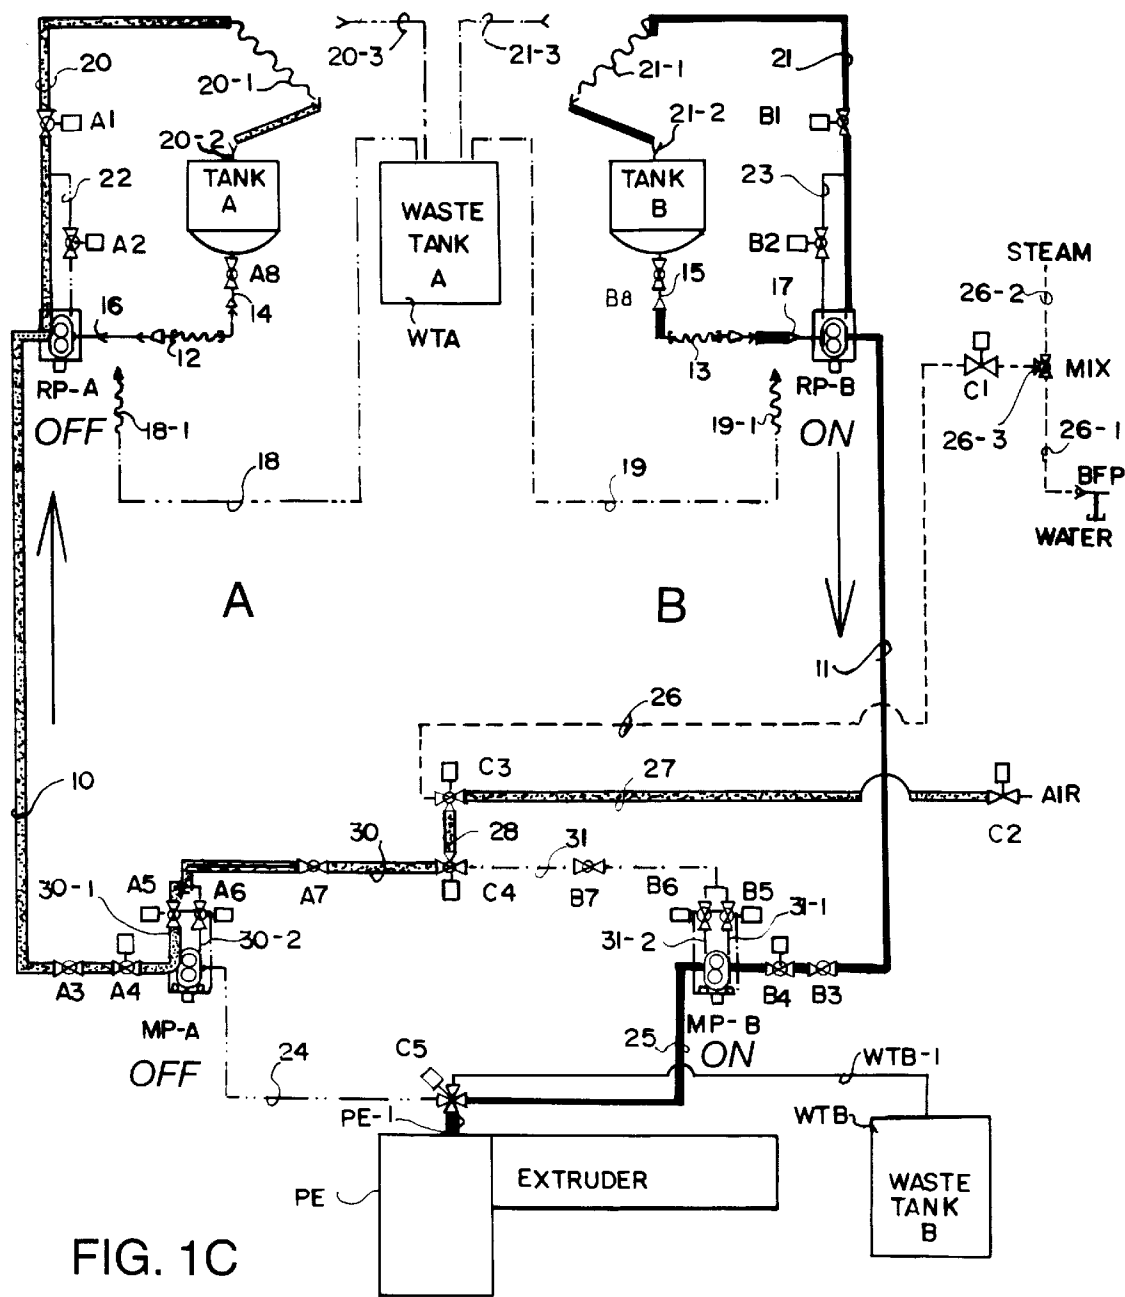 20
20-1
20-3
21-3
21-1
21
A1
20-2
21-2
B1
22
TANK
A
WASTE
TANK
A
TANK
B
23
A2
A8
B2
STEAM
16
14
12
WTA
B8
15
17
13
26-2
RP-A
OFF
18-1
RP-B
ON
19-1
C1
MIX
26-3
26-1
18
19
BFP
WATER
A
B
11
26
10
C3
27
AIR
C2
28
30
31
A5
A6
A7
C4
B7
B6
B5
30-1
31-1
30-2
31-2
A3
A4
MP-A
OFF
MP-B
ON
B4
B3
24
C5
25
WTB-1
PE-1
WTB
PE
EXTRUDER
WASTE
TANK
B
FIG. 1C